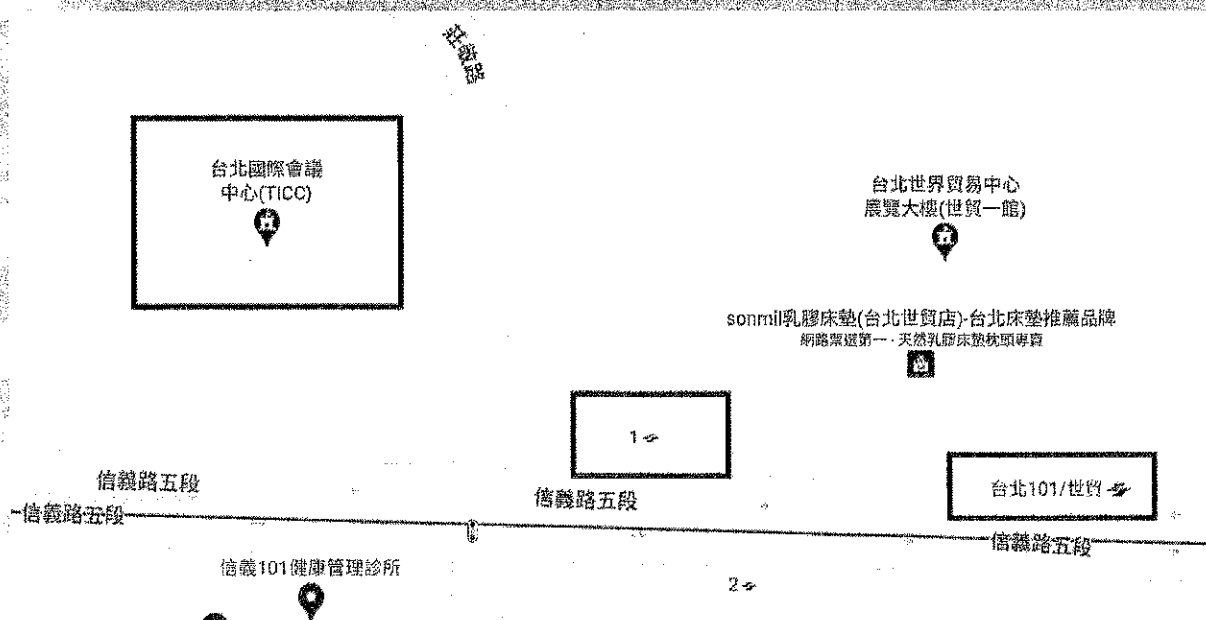 莊敬路
台北國際會議
中心(TICC)
台北世界貿易中心
展覽大樓(世貿一館)
sonmil乳膠床墊(台北世貿店)-台北床墊推薦品牌
網路票選第一·天然乳膠床墊枕頭專賣
1
台北101/世貿
信義路五段
信義路五段
信義路五段
信義路五段
信義101健康管理診所
2